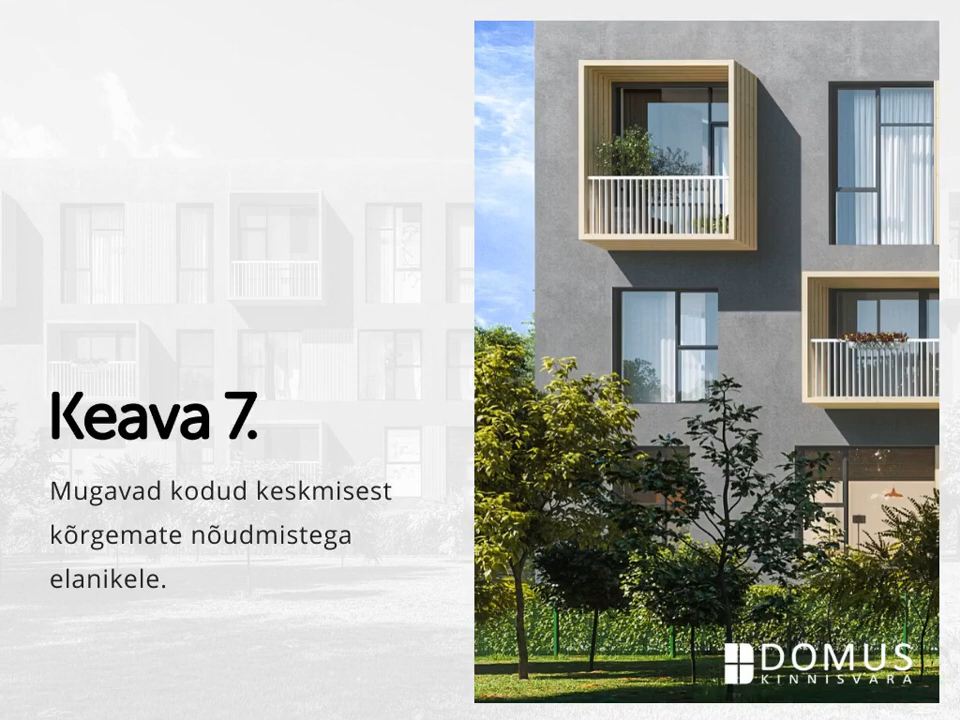 Keava 7.
Mugavad kodud keskmisest
kõrgemate nõudmistega
elanikele.
DOMUS
KINNISVARA